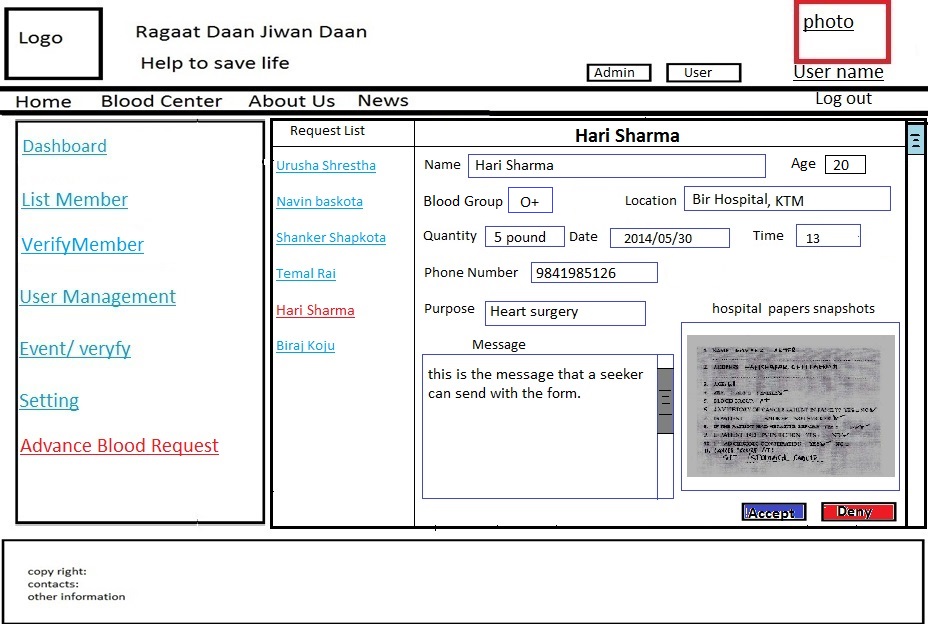 Logo
Ragaat Daan Jiwan Daan
Help to save life
Admin
User
photo
User name
Home Blood Center About Us News
Log out
Dashboard
List Member
VerifyMember
User Management
Event/ veryfy
Setting
Advance Blood Request
Request List
Urusha Shrestha
Navin baskota
Shanker Shapkota
Temal Rai
Hari Sharma
Biraj Koju
Hari Sharma
Name Hari Sharma
Age 20
Blood Group O+
Location Bir Hospital, KTM
Quantity 5 pound Date 2014/05/30 Time 13
Phone Number 9841985126
Purpose Heart surgery
hospital papers snapshots
Message
this is the message that a seeker
can send with the form.
Accept Deny
copy right:
contacts:
other information